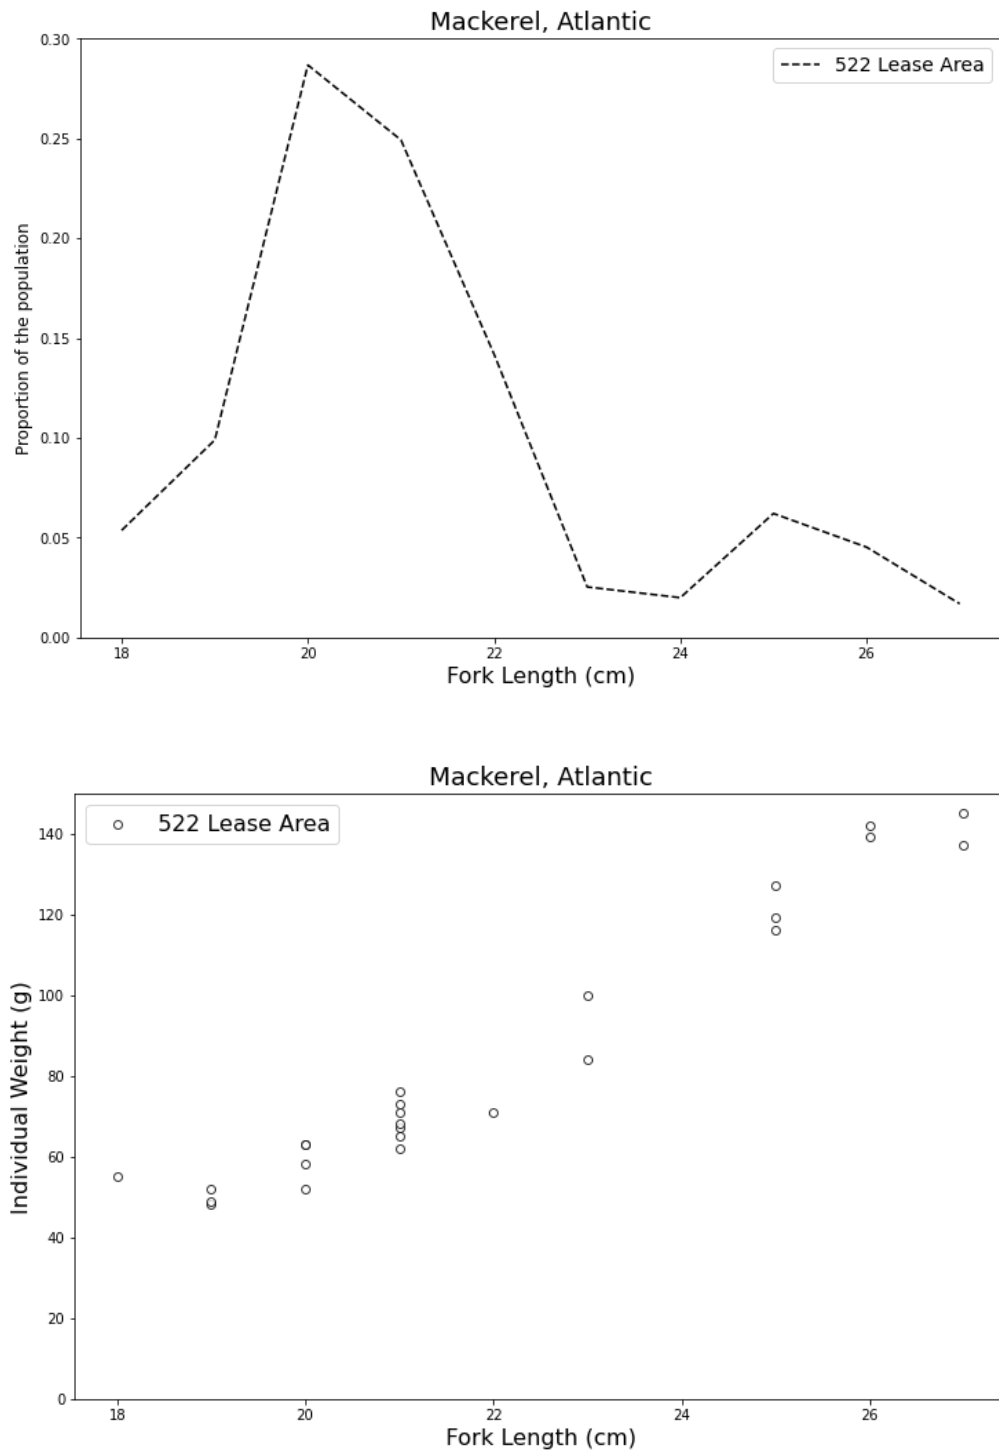 Mackerel, Atlantic
0.30
522 Lease Area
0.25
0.20
0.15
0.10
0.05
0.00
Proportion of the population
18 20 22 24 26
Fork Length (cm)
Mackerel, Atlantic
522 Lease Area
140
120
100
80
60
40
20
0
Individual Weight (g)
18 20 22 24 26
Fork Length (cm)